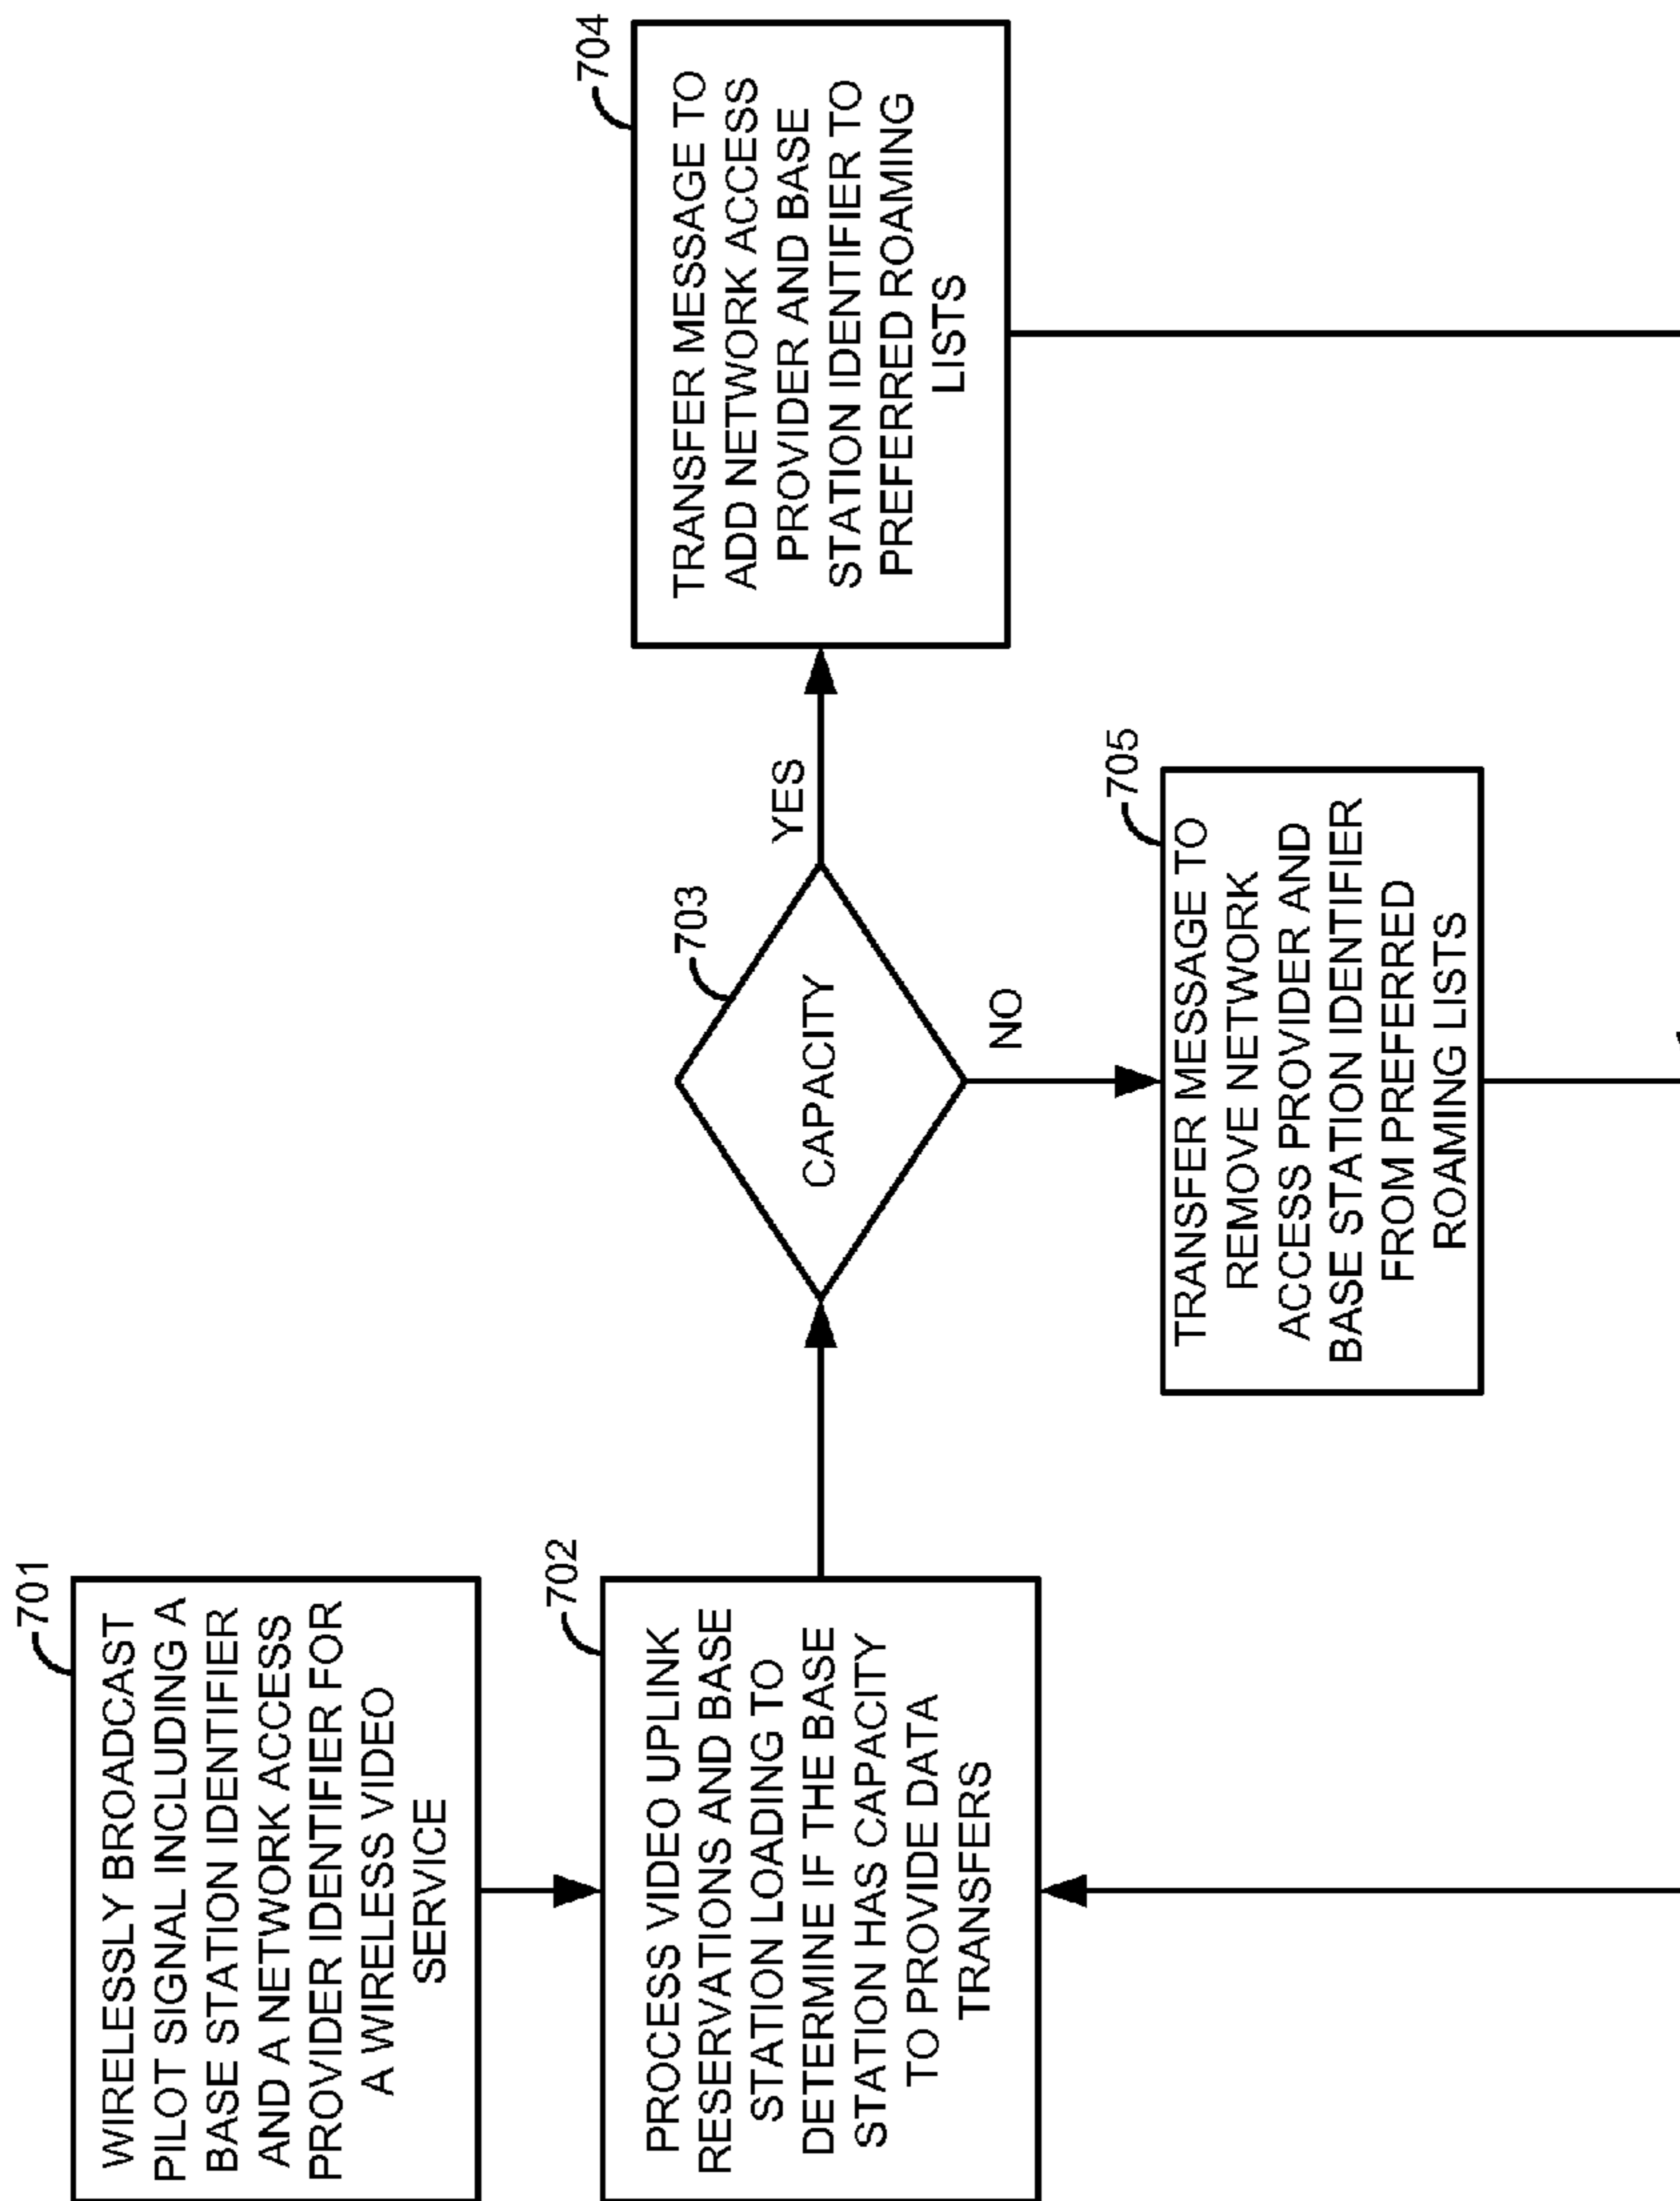 701
WIRELESSLY BROADCAST
PILOT SIGNAL INCLUDING A
BASE STATION IDENTIFIER
AND A NETWORK ACCESS
PROVIDER IDENTIFIER FOR
A WIRELESS VIDEO
SERVICE
702
PROCESS VIDEO UPLINK
RESERVATIONS AND BASE
STATION LOADING TO
DETERMINE IF THE BASE
STATION HAS CAPACITY
TO PROVIDE DATA
TRANSFERS
703
CAPACITY
YES
NO
704
TRANSFER MESSAGE TO
ADD NETWORK ACCESS
PROVIDER AND BASE
STATION IDENTIFIER TO
PREFERRED ROAMING
LISTS
705
TRANSFER MESSAGE TO
REMOVE NETWORK
ACCESS PROVIDER AND
BASE STATION IDENTIFIER
FROM PREFERRED
ROAMING LISTS